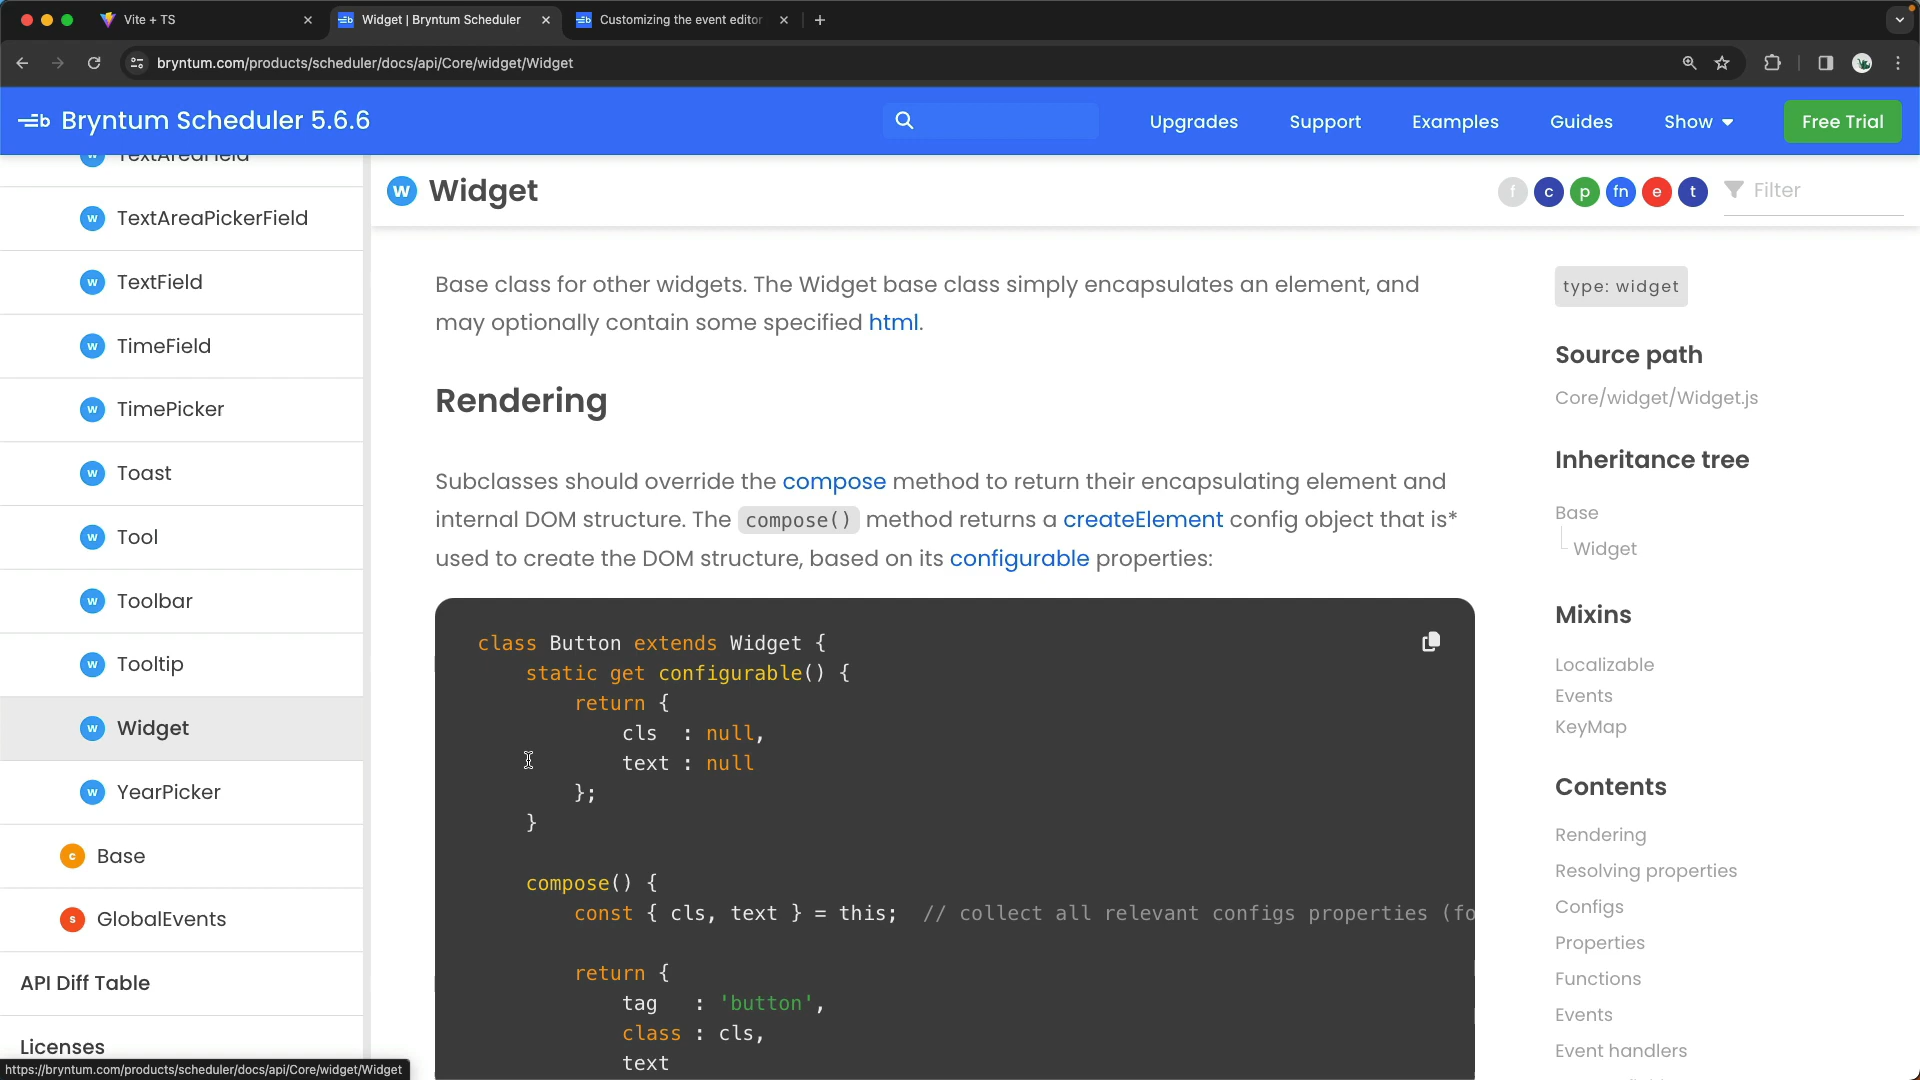 Vite + TS
Widget | Bryntum Scheduler
Customizing the event editor
bryntum.com/products/scheduler/docs/api/Core/widget/Widget
Bryntum Scheduler 5.6.6
Upgrades
Support
Examples
Guides
Show
Free Trial
TextAreaField
w TextAreaPickerField
w TextField
w TimeField
w TimePicker
w Toast
w Tool
w Toolbar
w Tooltip
w Widget
w YearPicker
c Base
s GlobalEvents
API Diff Table
Licenses
https://bryntum.com/products/scheduler/docs/api/Core/widget/Widget
w Widget
f c p fn e t Filter
Base class for other widgets. The Widget base class simply encapsulates an element, and
may optionally contain some specified html.
Rendering
Subclasses should override the compose method to return their encapsulating element and
internal DOM structure. The compose() method returns a createElement config object that is*
used to create the DOM structure, based on its configurable properties:
class Button extends Widget {
static get configurable() {
return {
cls : null,
text : null
};
}
compose() {
const { cls, text } = this; // collect all relevant configs properties (fo
return {
tag : 'button',
class : cls,
text
type: widget
Source path
Core/widget/Widget.js
Inheritance tree
Base
Widget
Mixins
Localizable
Events
KeyMap
Contents
Rendering
Resolving properties
Configs
Properties
Functions
Events
Event handlers